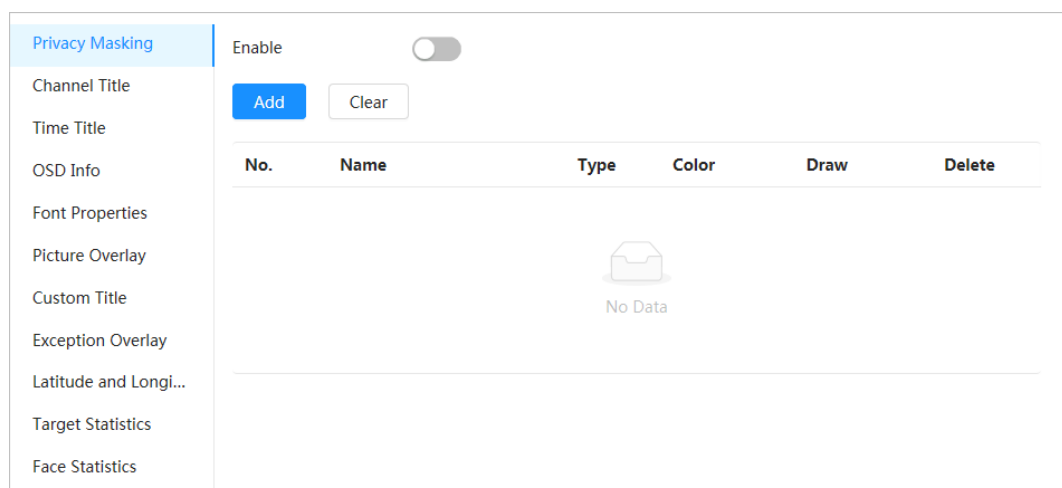 Privacy Masking
Channel Title
Time Title
OSD Info
Font Properties
Picture Overlay
Custom Title
Exception Overlay
Latitude and Longi...
Target Statistics
Face Statistics
Enable
Add Clear
No. Name Type Color Draw Delete
No Data